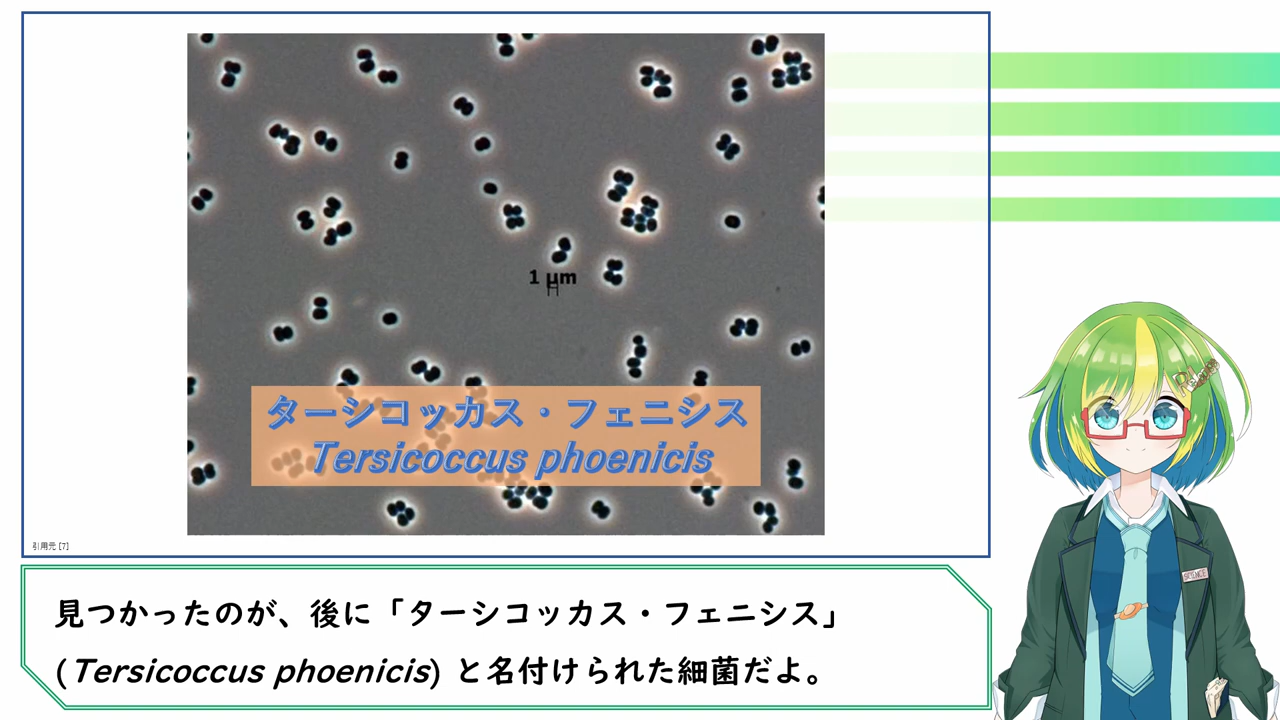 1 μm
ターシコッカス・フェニシス
Tersicoccus phoenicis
引用元 [7]
見つかったのが、後に「ターシコッカス・フェニシス」
(Tersicoccus phoenicis) と名付けられた細菌だよ。
SCIENCE